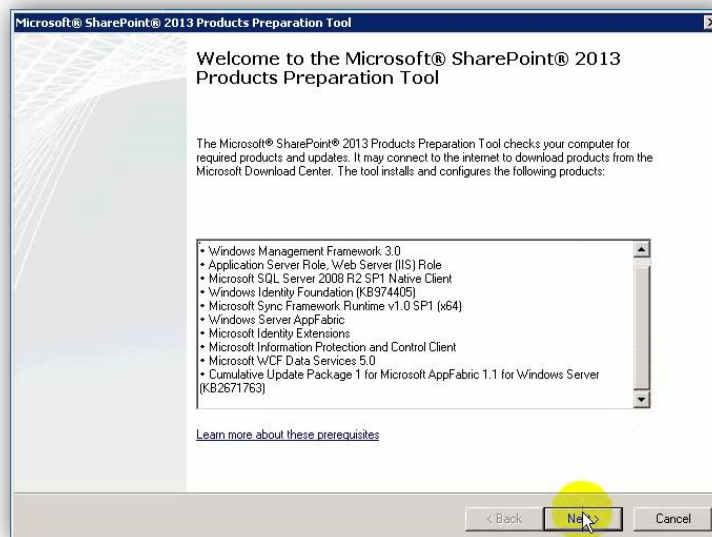 Microsoft® SharePoint® 2013 Products Preparation Tool
Welcome to the Microsoft® SharePoint® 2013
Products Preparation Tool
The Microsoft® SharePoint® 2013 Products Preparation Tool checks your computer for
required products and updates. It may connect to the internet to download products from the
Microsoft Download Center. The tool installs and configures the following products:
• Windows Management Framework 3.0
• Application Server Role, Web Server (IIS) Role
• Microsoft SQL Server 2008 R2 SP1 Native Client
• Windows Identity Foundation (KB974405)
• Microsoft Sync Framework Runtime v1.0 SP1 (x64)
• Windows Server AppFabric
• Microsoft Identity Extensions
• Microsoft Information Protection and Control Client
• Microsoft WCF Data Services 5.0
• Cumulative Update Package 1 for Microsoft AppFabric 1.1 for Windows Server
(KB2671763)
Learn more about these prerequisites
< Back
Next >
Cancel